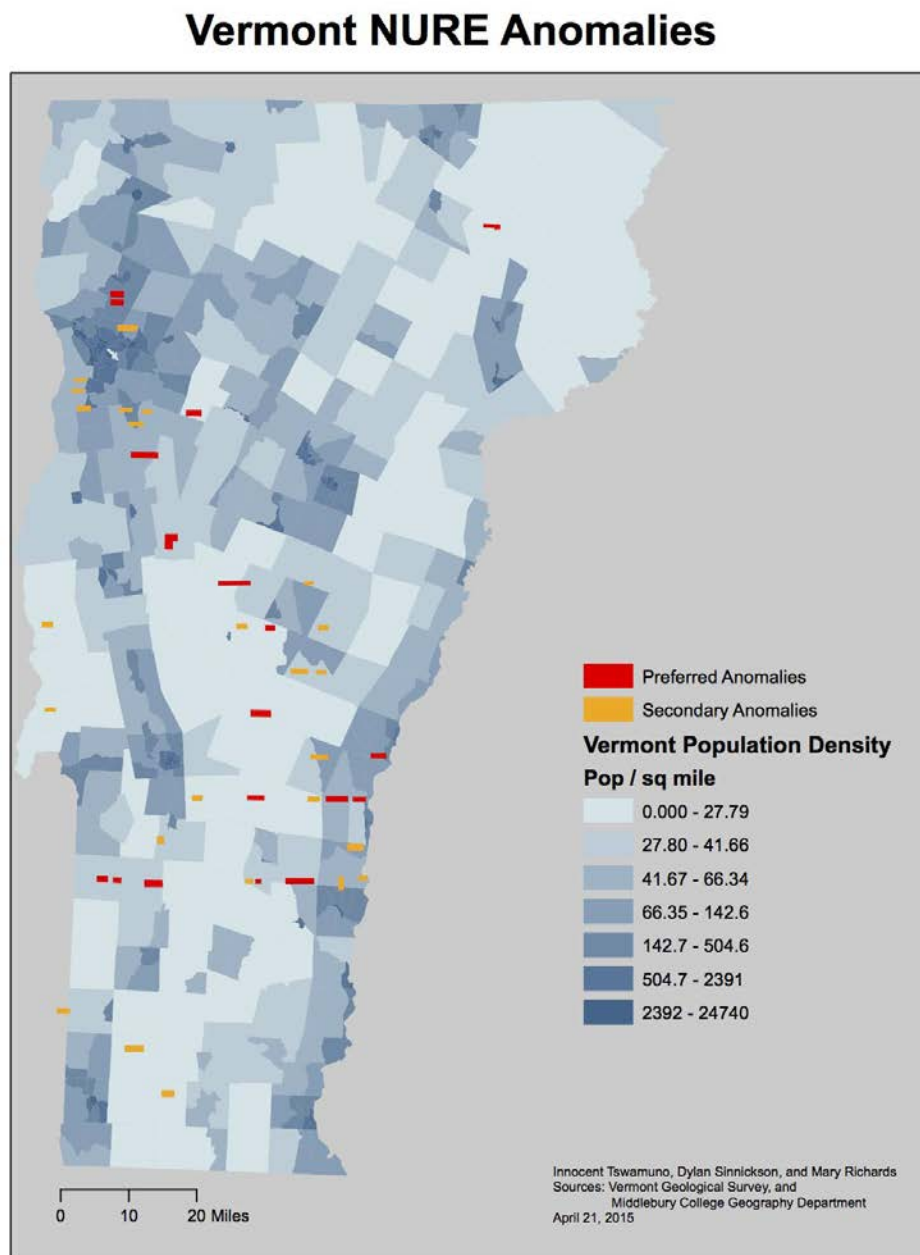 Vermont NURE Anomalies
Preferred Anomalies
Secondary Anomalies
Vermont Population Density
Pop / sq mile
0.000 - 27.79
27.80 - 41.66
41.67 - 66.34
66.35 - 142.6
142.7 - 504.6
504.7 - 2391
2392 - 24740
Innocent Tswamuno, Dylan Sinnickson, and Mary Richards
Sources: Vermont Geological Survey, and
Middlebury College Geography Department
April 21, 2015
0 10 20 Miles